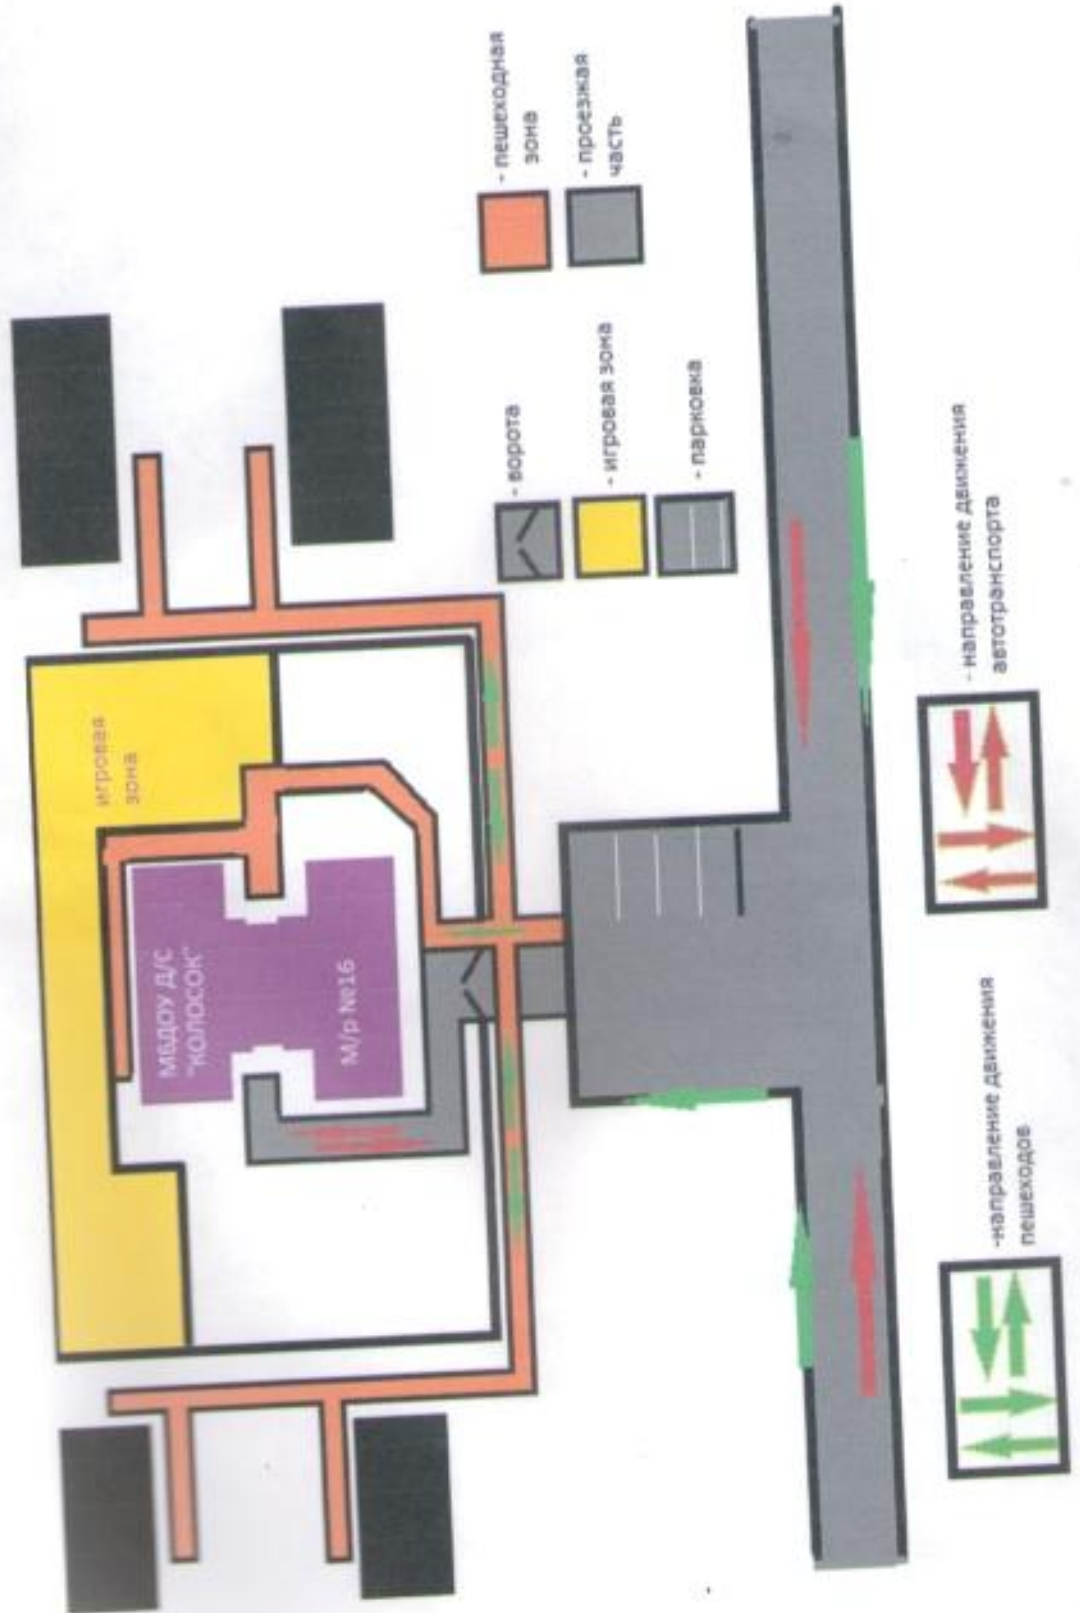 игровая
зона
МБДОУ Д/С
"КОЛОСОК"
М/р №16
- ворота
- игровая зона
- парковка
- пешеходная
зона
- проезжая
часть
-направление движения
пешеходов
- направление движения
автотранспорта